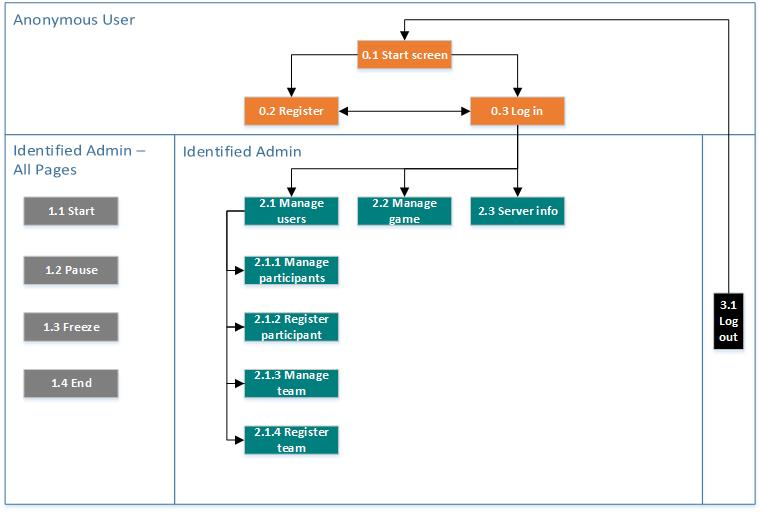 Anonymous User
0.1 Start screen
0.2 Register
0.3 Log in
Identified Admin –
All Pages
1.1 Start
1.2 Pause
1.3 Freeze
1.4 End
Identified Admin
2.1 Manage
users
2.2 Manage
game
2.3 Server info
2.1.1 Manage
participants
2.1.2 Register
participant
2.1.3 Manage
team
2.1.4 Register
team
3.1
Log
out